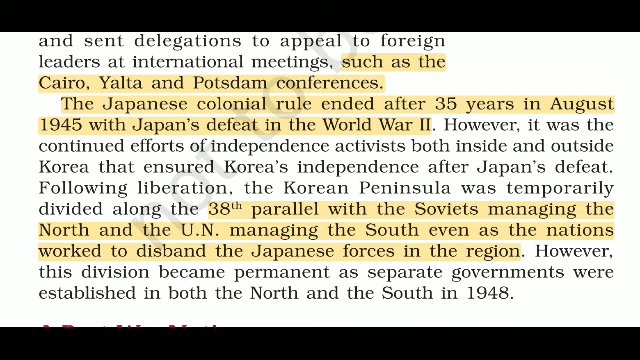 and sent delegations to appeal to foreign
leaders at international meetings, such as the
Cairo, Yalta and Potsdam conferences.
The Japanese colonial rule ended after 35 years in August
1945 with Japan's defeat in the World War II. However, it was the
continued efforts of independence activists both inside and outside
Korea that ensured Korea's independence after Japan's defeat.
Following liberation, the Korean Peninsula was temporarily
divided along the 38th parallel with the Soviets managing the
North and the U.N. managing the South even as the nations
worked to disband the Japanese forces in the region. However,
this division became permanent as separate governments were
established in both the North and the South in 1948.